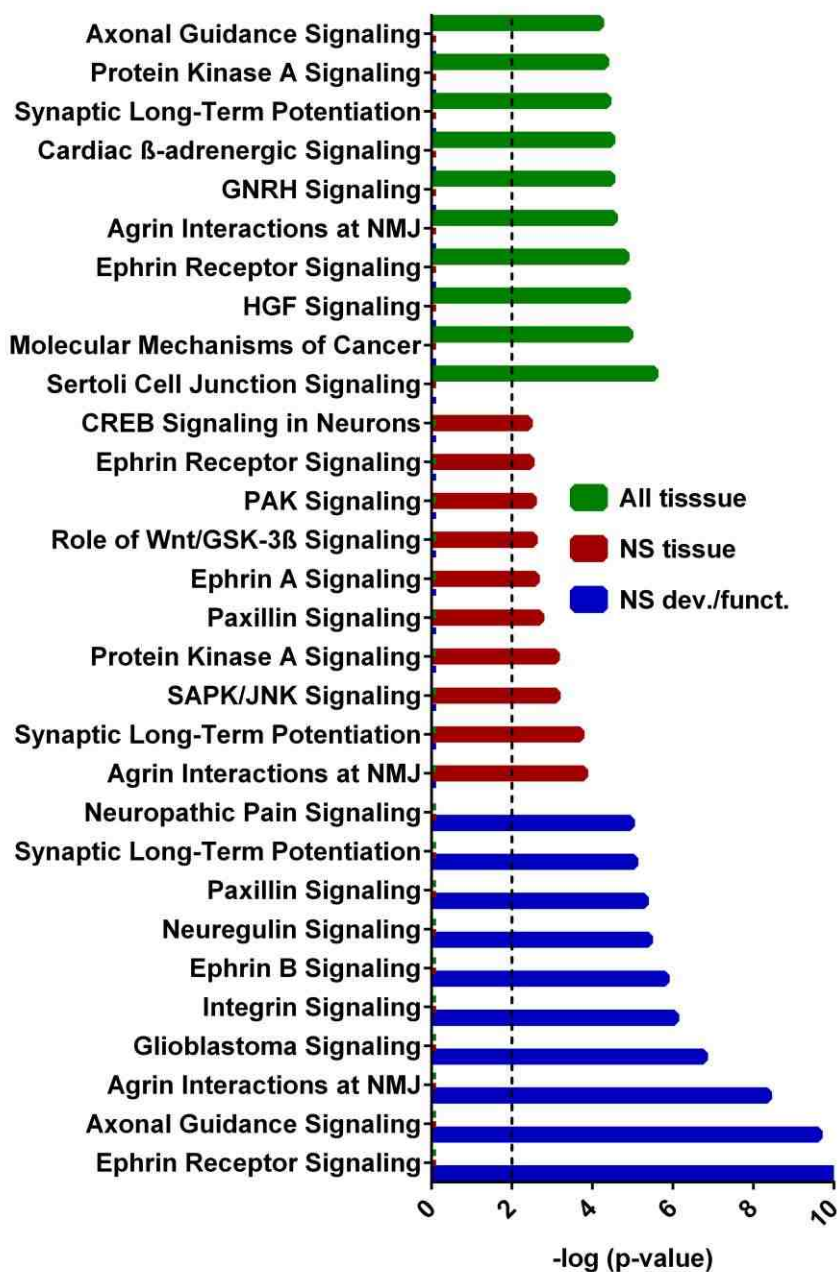 Axonal Guidance Signaling
Protein Kinase A Signaling
Synaptic Long-Term Potentiation
Cardiac ß-adrenergic Signaling
GNRH Signaling
Agrin Interactions at NMJ
Ephrin Receptor Signaling
HGF Signaling
Molecular Mechanisms of Cancer
Sertoli Cell Junction Signaling
CREB Signaling in Neurons
Ephrin Receptor Signaling
PAK Signaling
Role of Wnt/GSK-3ß Signaling
Ephrin A Signaling
Paxillin Signaling
Protein Kinase A Signaling
SAPK/JNK Signaling
Synaptic Long-Term Potentiation
Agrin Interactions at NMJ
Neuropathic Pain Signaling
Synaptic Long-Term Potentiation
Paxillin Signaling
Neuregulin Signaling
Ephrin B Signaling
Integrin Signaling
Glioblastoma Signaling
Agrin Interactions at NMJ
Axonal Guidance Signaling
Ephrin Receptor Signaling
All tisssue
NS tissue
NS dev./funct.
0 2 4 6 8 10
-log (p-value)